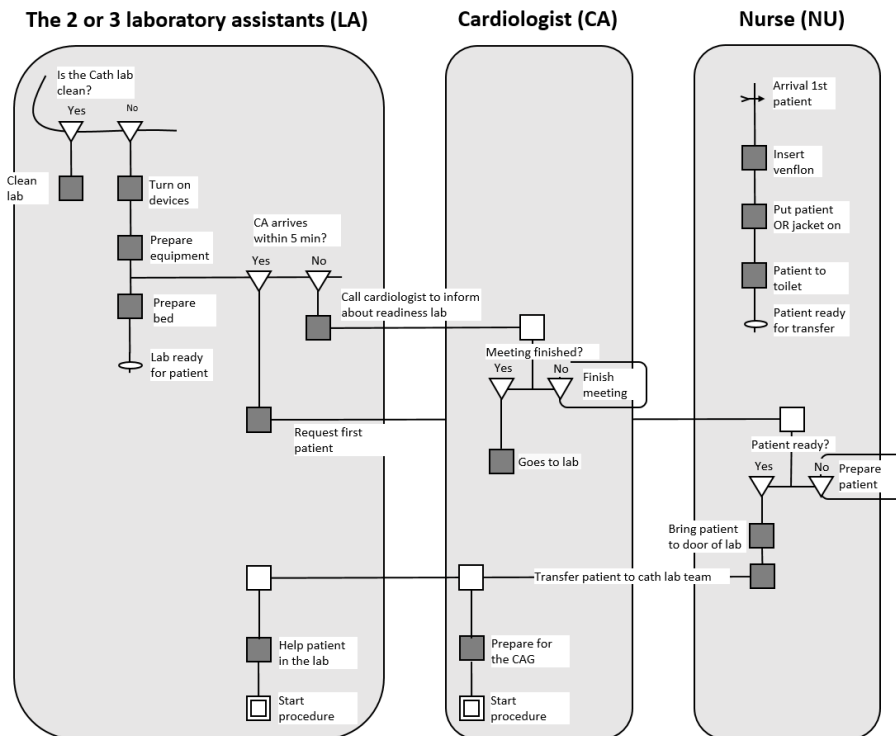 The 2 or 3 laboratory assistants (LA)
Cardiologist (CA)
Nurse (NU)
Is the Cath lab
clean?
Yes
No
Clean
lab
Turn on
devices
Prepare
equipment
CA arrives
within 5 min?
Yes
No
Prepare
bed
Call cardiologist to inform
about readiness lab
Lab ready
for patient
Request first
patient
Meeting finished?
Yes
No
Finish
meeting
Goes to lab
Arrival 1st
patient
Insert
venflon
Put patient
OR jacket on
Patient to
toilet
Patient ready
for transfer
Patient ready?
Yes
No
Prepare
patient
Bring patient
to door of lab
Transfer patient to cath lab team
Help patient
in the lab
Start
procedure
Prepare for
the CAG
Start
procedure